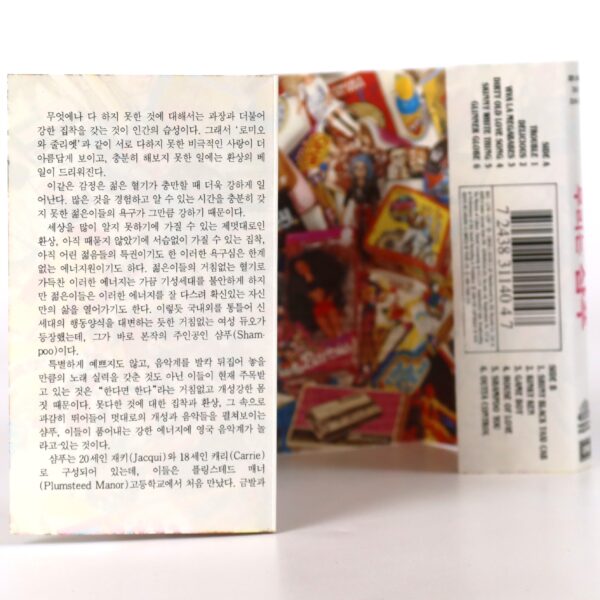 무엇에나 다 하지 못한 것에 대해서는 과장과 더불어
강한 집착을 갖는 것이 인간의 습성이다. 그래서 '로미오
와 줄리엣'과 같이 서로 다하지 못한 비극적인 사랑이 더
아름답게 보이고, 충분히 해보지 못한 일에는 환상의 베
일이 드리워진다.
이같은 감정은 젊은 혈기가 충만할 때 더욱 강하게 일
어난다. 많은 것을 경험하고 알 수 있는 시간을 충분히 갖
지 못한 젊은이들의 욕구가 그만큼 강하기 때문이다.
세상을 많이 알지 못하기에 가질 수 있는 제멋대로인
환상, 아직 때묻지 않았기에 서슴없이 가질 수 있는 집착,
아직 어린 젊음들의 특권이기도 한 이러한 욕구심은 한계
없는 에너지원이기도 하다. 젊은이들의 거침없는 혈기로
가득찬 이러한 에너지는 가끔 기성세대를 불안하게 하지
만 젊은이들은 이러한 에너지를 잘 다스려 확신있는 자신
만의 삶을 열어가기도 한다. 이렇듯 국내외를 통틀어 신
세대의 행동양식을 대변하는 듯한 거침없는 여성 듀오가
등장했는데, 그가 바로 본작의 주인공인 샴푸(Sham-
poo)이다.
특별하게 예쁘지도 않고, 음악계를 발칵 뒤집어 놓을
만큼의 노래 실력을 갖춘 것도 아닌 이들이 현재 주목받
고 있는 것은 "한다면 한다"라는 거침없고 개성강한 몸
짓 때문이다. 못다한 것에 대한 집착과 환상, 그 속으로
과감히 뛰어들어 멋대로의 개성과 음악들을 펼쳐보이는
샴푸, 이들이 품어내는 강한 에너지에 영국 음악계가 놀
라고 있는 것이다.
샴푸는 20세인 재키(Jacqui)와 18세인 캐리(Carrie)
로 구성되어 있는데, 이들은 플럼스테드 매너
(Plumsteed Manor)고등학교에서 처음 만났다. 금발과
SIDE A
TROUBLE 1
DELICIOUS 2
VIVA LA MEGABABES 3
DIRTY OLD LOVE SONG 4
SKINNY WHITE THING 5
GLIMMER GLOBE 6
7 24383 11404 7
SIDE B
1. SHINY BLACK TAXI CAB
2. GAME BOY
3. HOUSE OF LOVE
4. SHAMPOO YOU
6. OUTTA CONTROL
우리는 샴푸